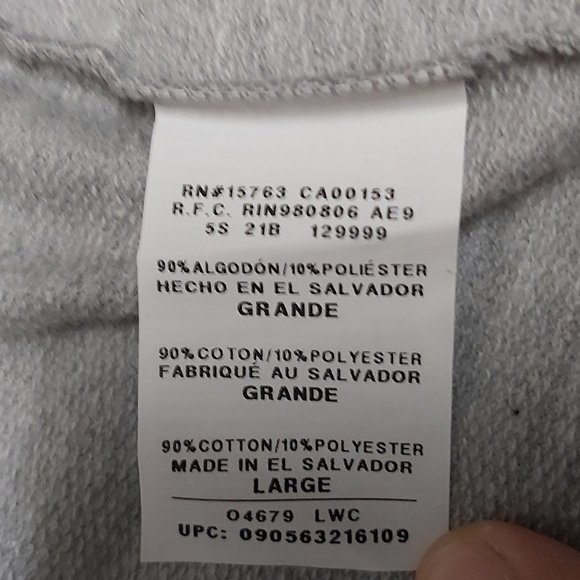 RN#15763 CA00153
R.F.C. RIN980806 AE9
5S 21B 129999
90%ALGODÓN/10%POLIÉSTER
HECHO EN EL SALVADOR
GRANDE
90%COTON/10%POLYESTER
FABRIQUÉ AU SALVADOR
GRANDE
90%COTTON/10%POLYESTER
MADE IN EL SALVADOR
LARGE
04679 LWC
UPC: 090563216109